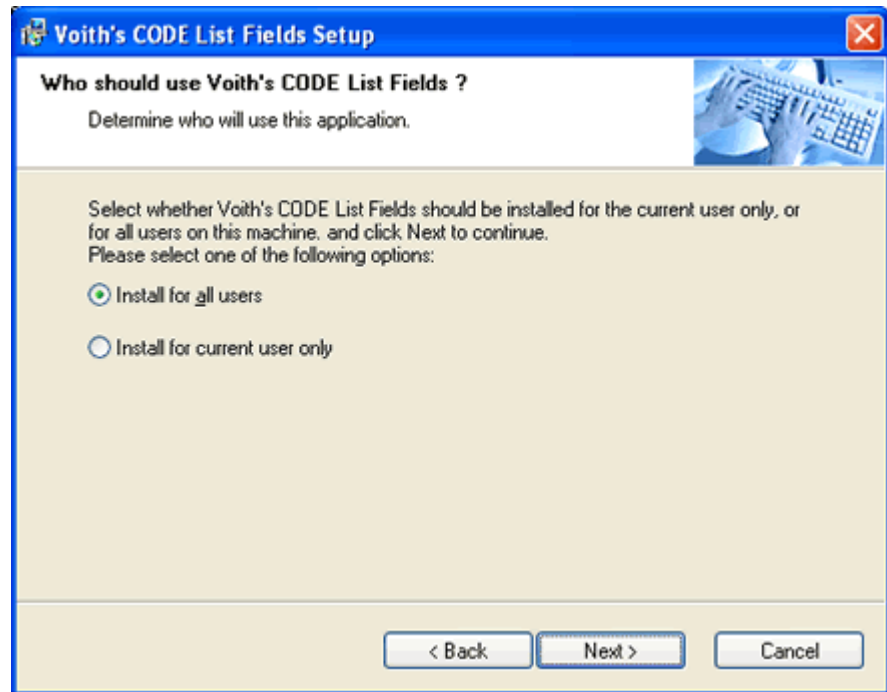 Voith's CODE List Fields Setup
Who should use Voith's CODE List Fields ?
Determine who will use this application.
Select whether Voith's CODE List Fields should be installed for the current user only, or
for all users on this machine. and click Next to continue.
Please select one of the following options:
Install for all users
Install for current user only
< Back Next > Cancel